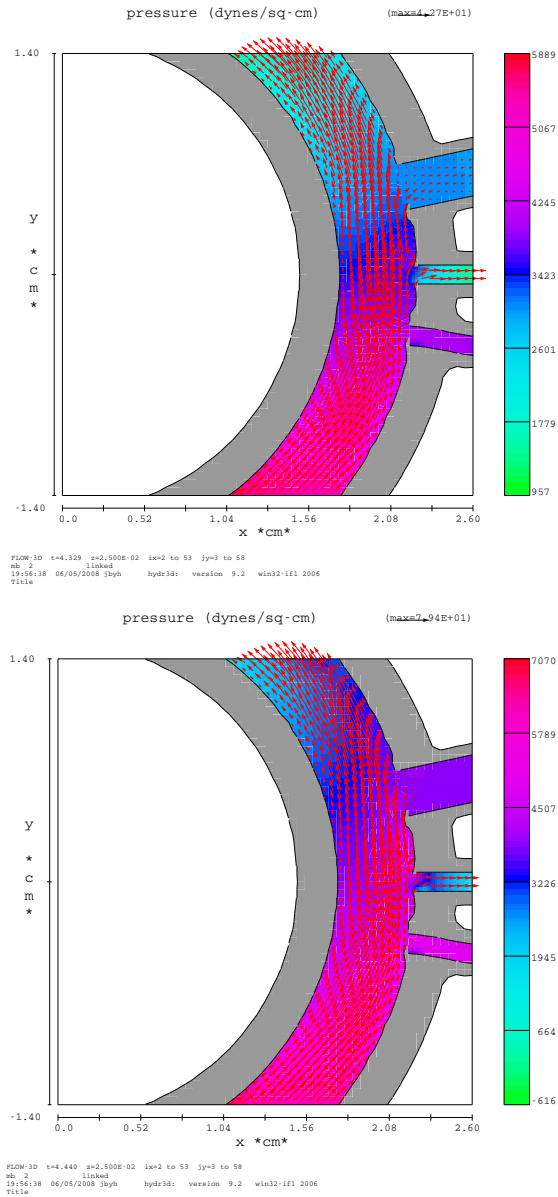 pressure (dynes/sq-cm) (max=4.27E+01)
1.40
5889
5067
4245
3423
2601
1779
957
y *cm*
-1.40
0.0 0.52 1.04 1.56 2.08 2.60
x *cm*
FLOW-3D t=4.329 z=2.500E-02 ix=2 to 53 jy=3 to 58
mb 2 linked
19:56:38 06/05/2008 jbyh hydr3d: version 9.2 win32-ifl 2006
Title
pressure (dynes/sq-cm) (max=7.94E+01)
1.40
7070
5789
4507
3226
1945
664
-616
y *cm*
-1.40
0.0 0.52 1.04 1.56 2.08 2.60
x *cm*
FLOW-3D t=4.440 z=2.500E-02 ix=2 to 53 jy=3 to 58
mb 2 linked
19:56:38 06/05/2008 jbyh hydr3d: version 9.2 win32-ifl 2006
Title